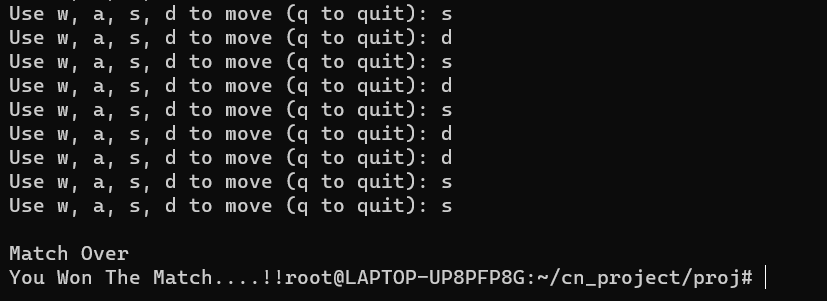 Use w, a, s, d to move (q to quit): s
Use w, a, s, d to move (q to quit): d
Use w, a, s, d to move (q to quit): s
Use w, a, s, d to move (q to quit): d
Use w, a, s, d to move (q to quit): s
Use w, a, s, d to move (q to quit): d
Use w, a, s, d to move (q to quit): d
Use w, a, s, d to move (q to quit): s
Use w, a, s, d to move (q to quit): s
Match Over
You Won The Match....!!root@LAPTOP-UP8PFP8G:~/cn_project/proj#